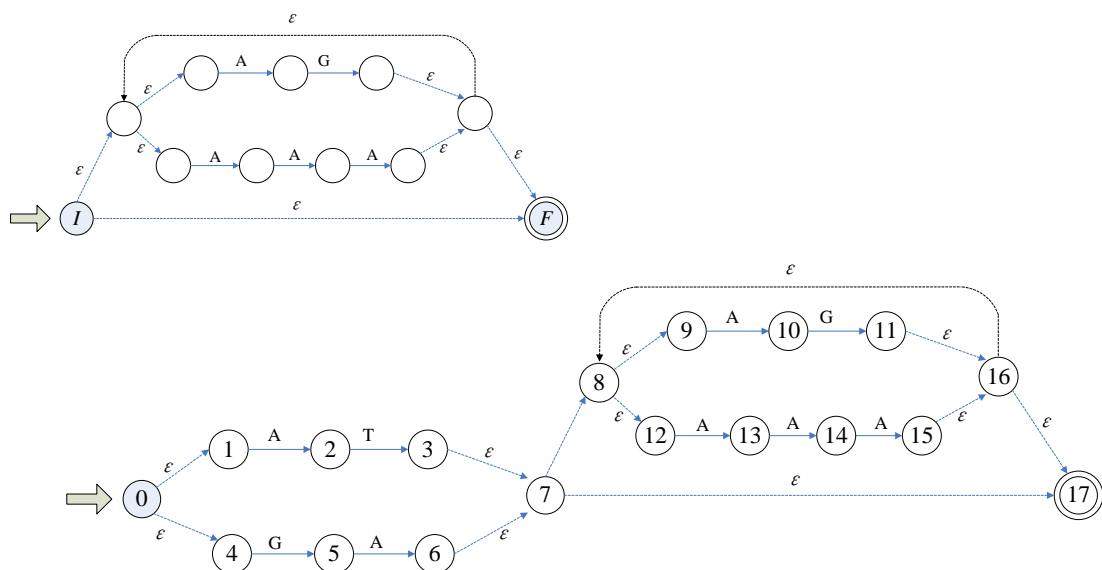 ε
A G
ε ε
ε A A A ε
ε ε
I ε F
ε
A G
9 10 11
ε ε
8 16
ε A A A ε
12 13 14 15
A T
1 2 3
ε ε ε
0 7 ε 17
ε G A ε
4 5 6